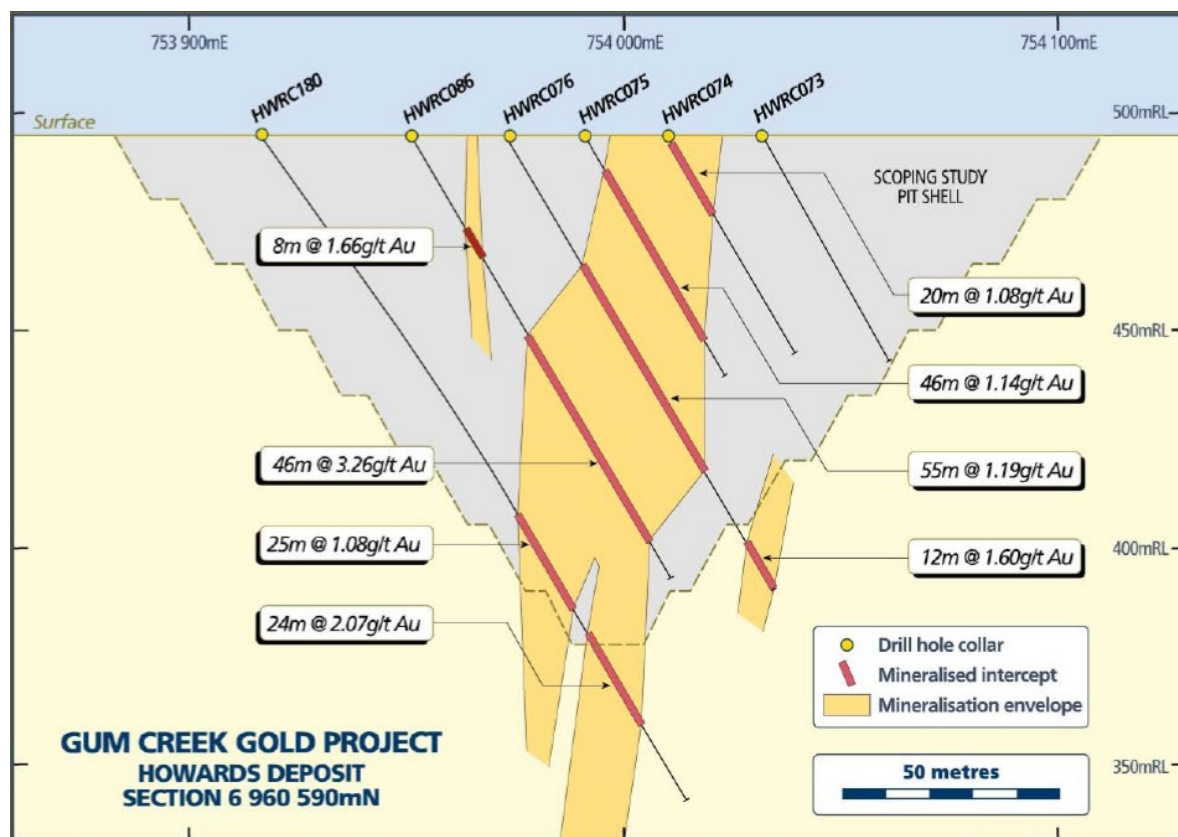 753 900mE
754 000mE
754 100mE
HWRC180
HWRC086
HWRC076
HWRC075
HWRC074
HWRC073
500mRL
Surface
SCOPING STUDY
PIT SHELL
8m @ 1.66g/t Au
20m @ 1.08g/t Au
450mRL
46m @ 1.14g/t Au
46m @ 3.26g/t Au
55m @ 1.19g/t Au
25m @ 1.08g/t Au
400mRL
12m @ 1.60g/t Au
24m @ 2.07g/t Au
Drill hole collar
Mineralised intercept
Mineralisation envelope
GUM CREEK GOLD PROJECT
HOWARDS DEPOSIT
SECTION 6 960 590mN
50 metres
350mRL